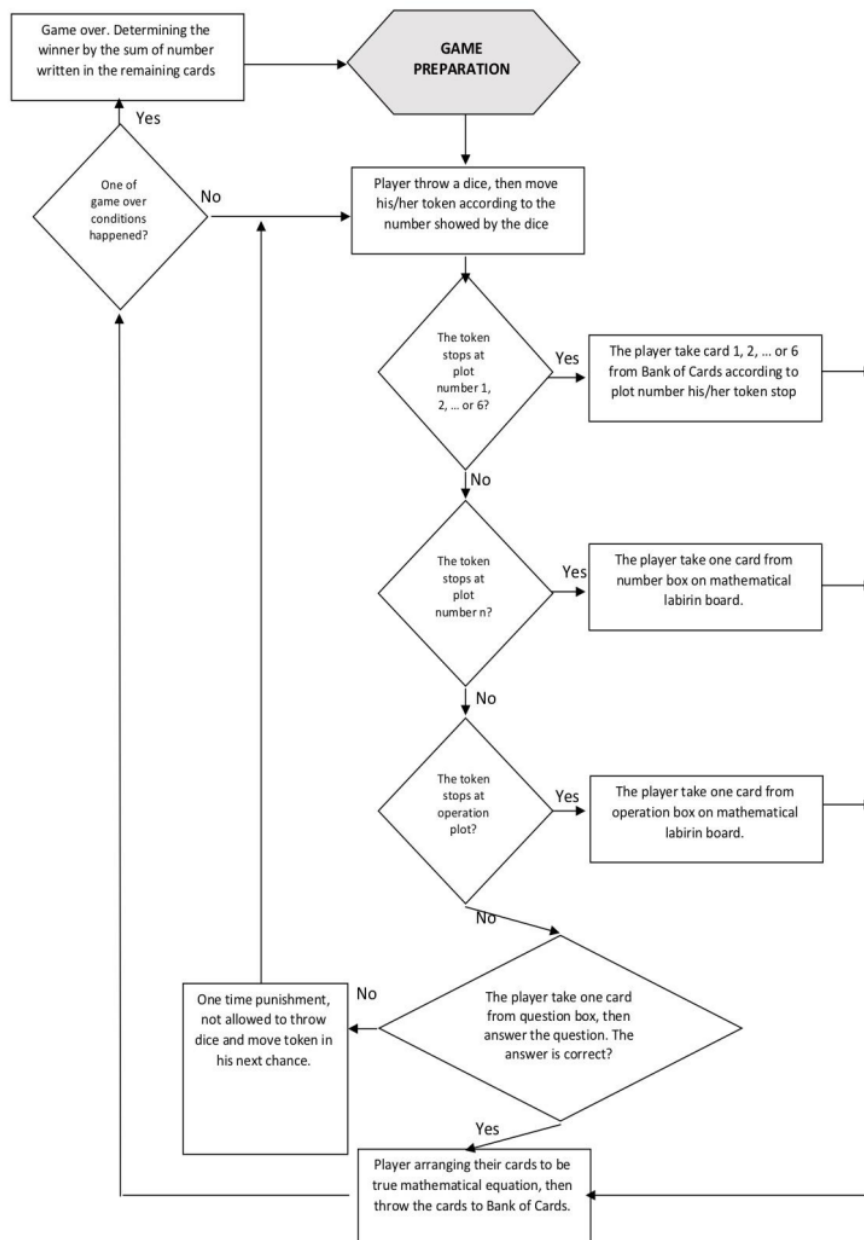 Game over. Determining the
winner by the sum of number
written in the remaining cards
GAME
PREPARATION
Yes
One of
game over
conditions
happened?
No
Player throw a dice, then move
his/her token according to the
number showed by the dice
The token
stops at
plot
number 1,
2, ... or 6?
Yes
The player take card 1, 2, ... or 6
from Bank of Cards according to
plot number his/her token stop
No
The token
stops at
plot
number n?
Yes
The player take one card from
number box on mathematical
labirin board.
No
The token
stops at
operation
plot?
Yes
The player take one card from
operation box on mathematical
labirin board.
No
The player take one card
from question box, then
answer the question. The
answer is correct?
No
One time punishment,
not allowed to throw
dice and move token in
his next chance.
Yes
Player arranging their cards to be
true mathematical equation, then
throw the cards to Bank of Cards.